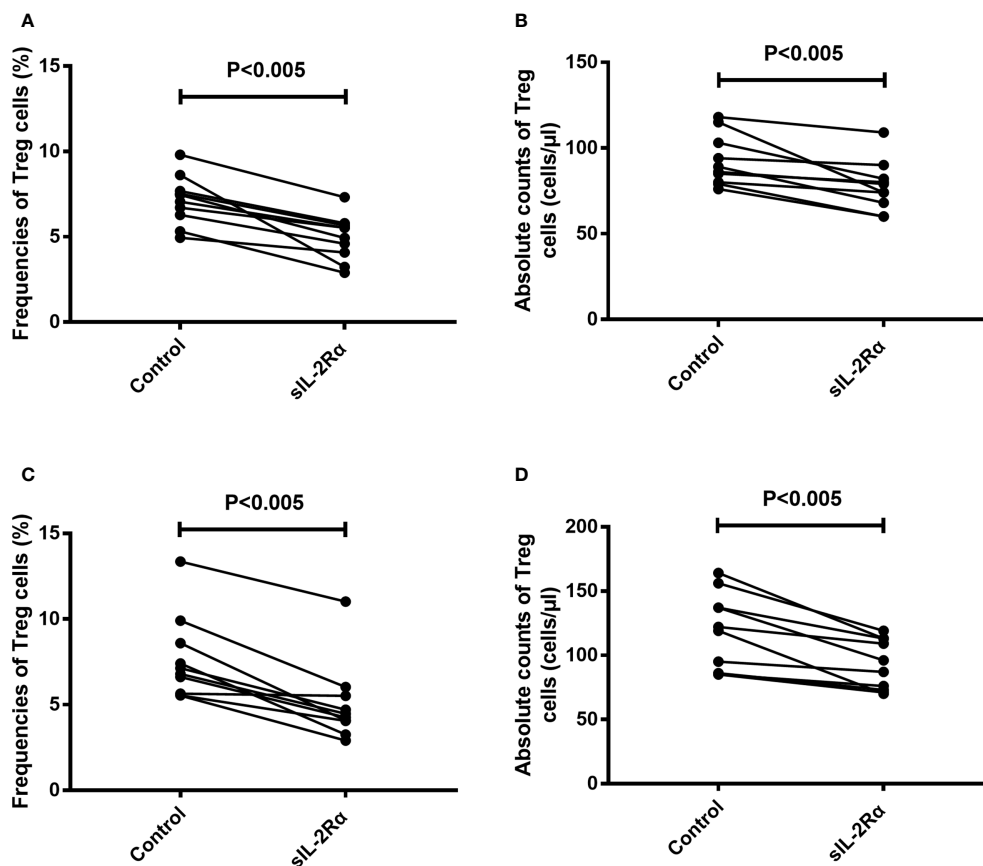 A
Frequencies of Treg cells (%)
15
10
5
0
P<0.005
Control
sIL-2Rα
B
Absolute counts of Treg
cells (cells/μl)
150
100
50
0
P<0.005
Control
sIL-2Rα
C
Frequencies of Treg cells (%)
15
10
5
0
P<0.005
Control
sIL-2Rα
D
Absolute counts of Treg
cells (cells/μl)
200
150
100
50
0
P<0.005
Control
sIL-2Rα